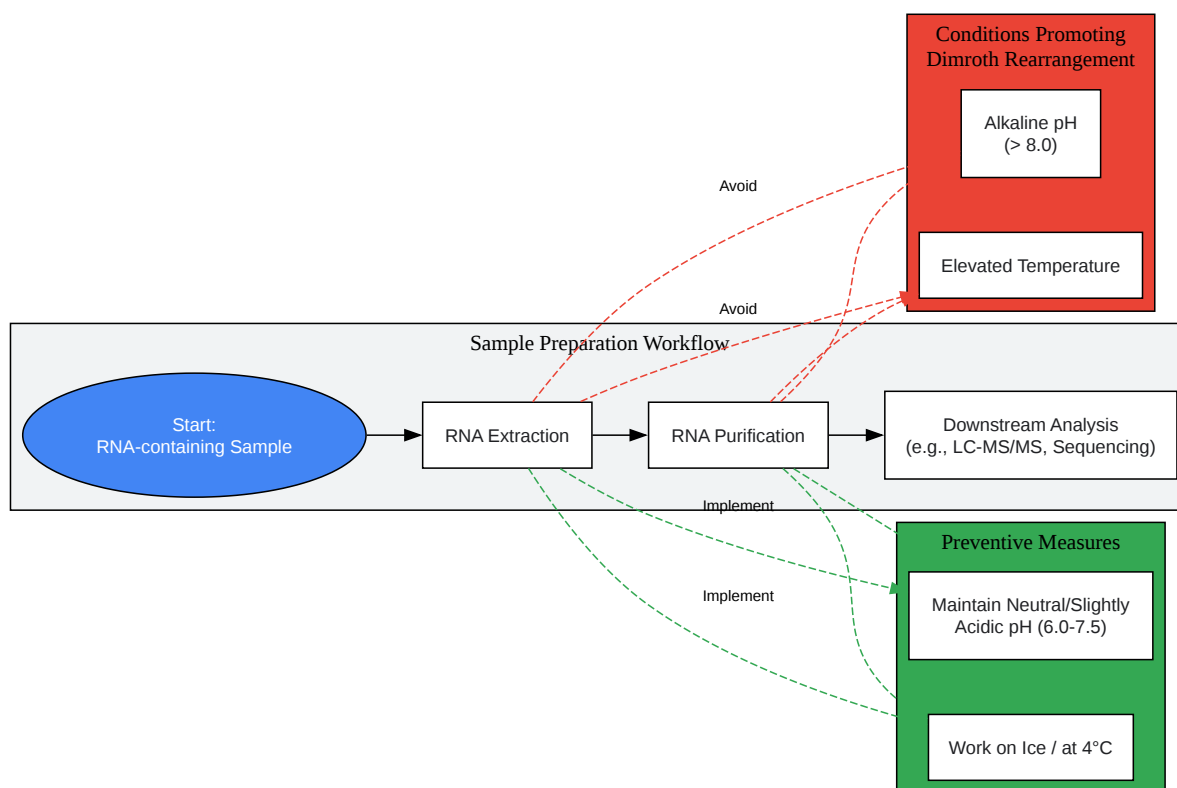 Conditions Promoting
Dimroth Rearrangement
Alkaline pH
(> 8.0)
Avoid
Elevated Temperature
Avoid
Sample Preparation Workflow
Start:
RNA-containing Sample
RNA Extraction
RNA Purification
Downstream Analysis
(e.g., LC-MS/MS, Sequencing)
Implement
Preventive Measures
Implement
Maintain Neutral/Slightly
Acidic pH (6.0-7.5)
Work on Ice / at 4°C